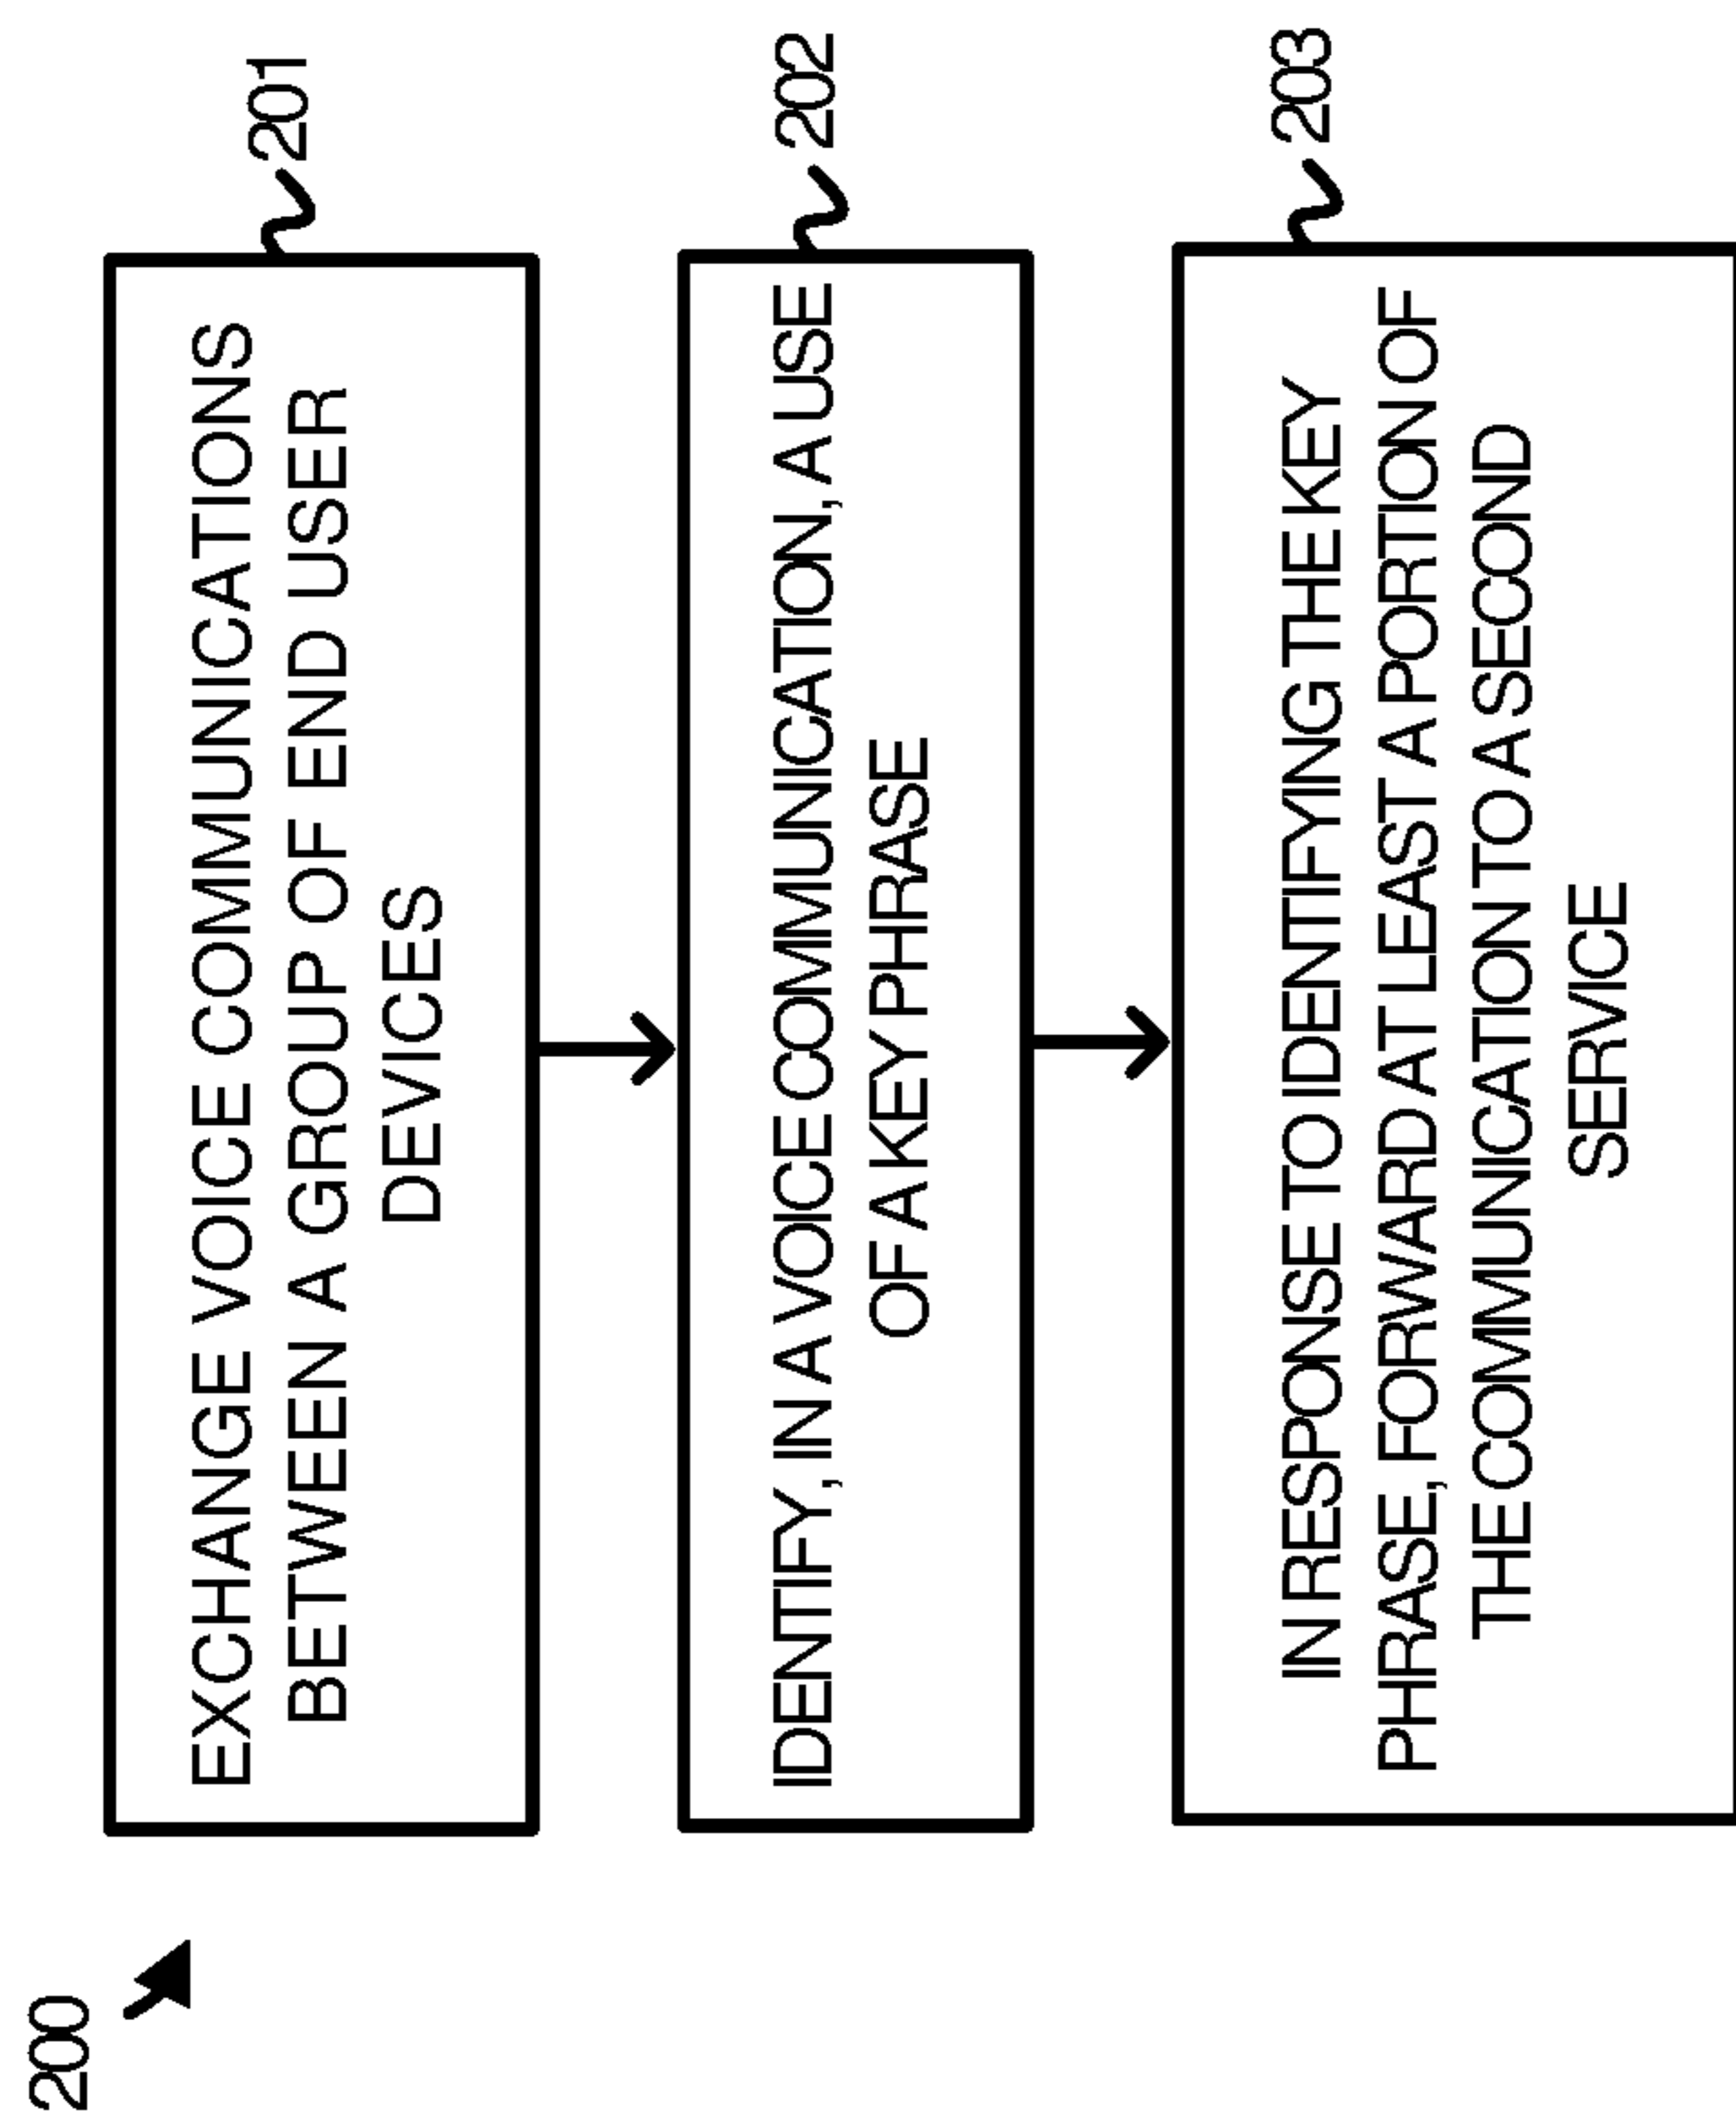 200
EXCHANGE VOICE COMMUNICATIONS
BETWEEN A GROUP OF END USER
DEVICES
201
IDENTIFY, IN A VOICE COMMUNICATION, A USE
OF A KEY PHRASE
202
IN RESPONSE TO IDENTIFYING THE KEY
PHRASE, FORWARD AT LEAST A PORTION OF
THE COMMUNICATION TO A SECOND
SERVICE
203